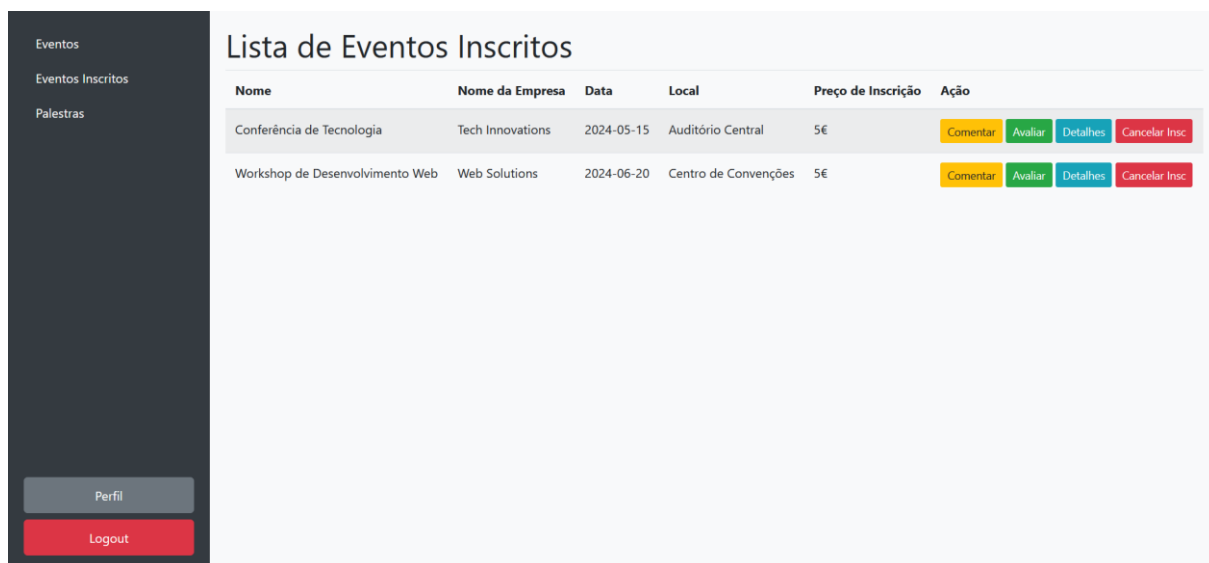 Eventos
Eventos Inscritos
Palestras
Perfil
Logout
Lista de Eventos Inscritos
Nome Nome da Empresa Data Local Preço de Inscrição Ação
Conferência de Tecnologia Tech Innovations 2024-05-15 Auditório Central 5€ Comentar Avaliar Detalhes Cancelar Insc
Workshop de Desenvolvimento Web Web Solutions 2024-06-20 Centro de Convenções 5€ Comentar Avaliar Detalhes Cancelar Insc